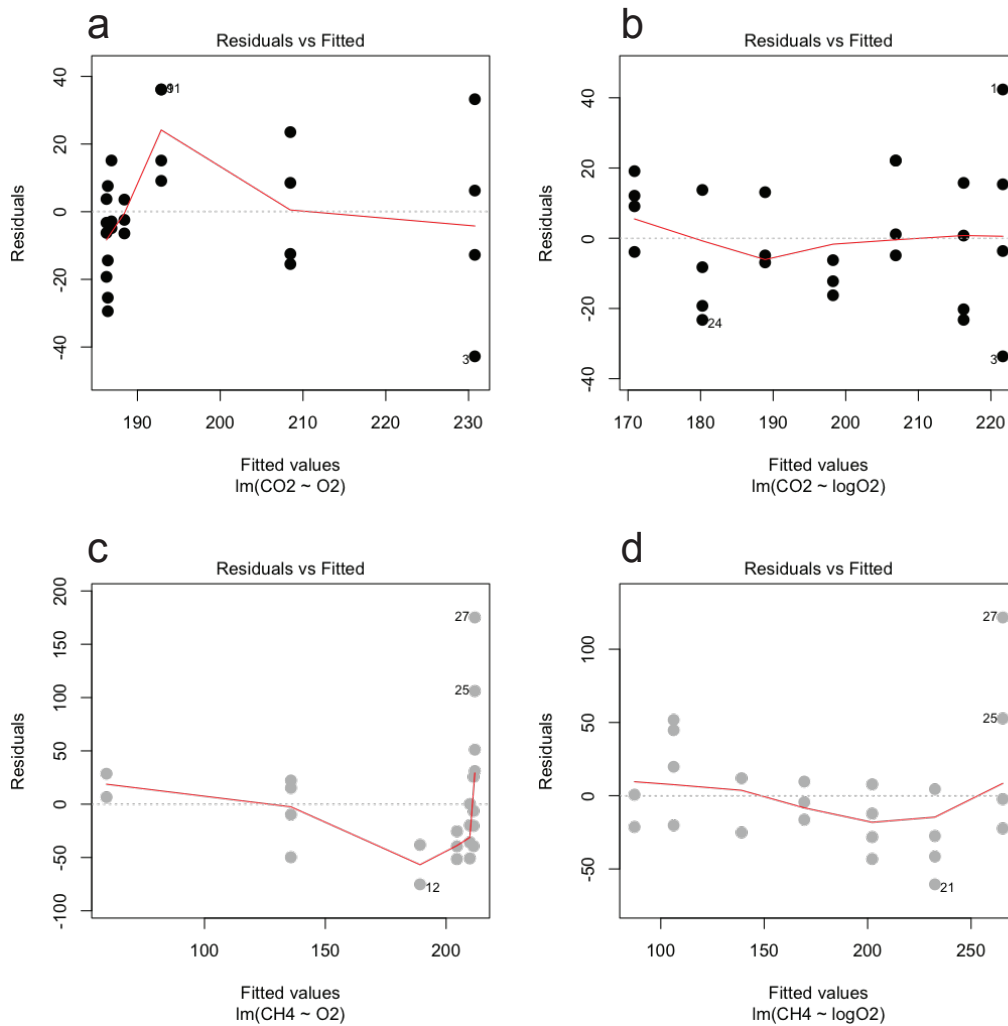 a
Residuals vs Fitted
Residuals
40
20
0
-20
-40
3
190
200
210
220
230
Fitted values
lm(CO2 ~ O2)
b
Residuals vs Fitted
Residuals
40
20
0
-20
-40
1
24
3
170
180
190
200
210
220
Fitted values
lm(CO2 ~ logO2)
c
Residuals vs Fitted
Residuals
200
150
100
50
0
-50
-100
27
25
12
100
150
200
Fitted values
lm(CH4 ~ O2)
d
Residuals vs Fitted
Residuals
100
50
0
-50
27
25
21
100
150
200
250
Fitted values
lm(CH4 ~ logO2)